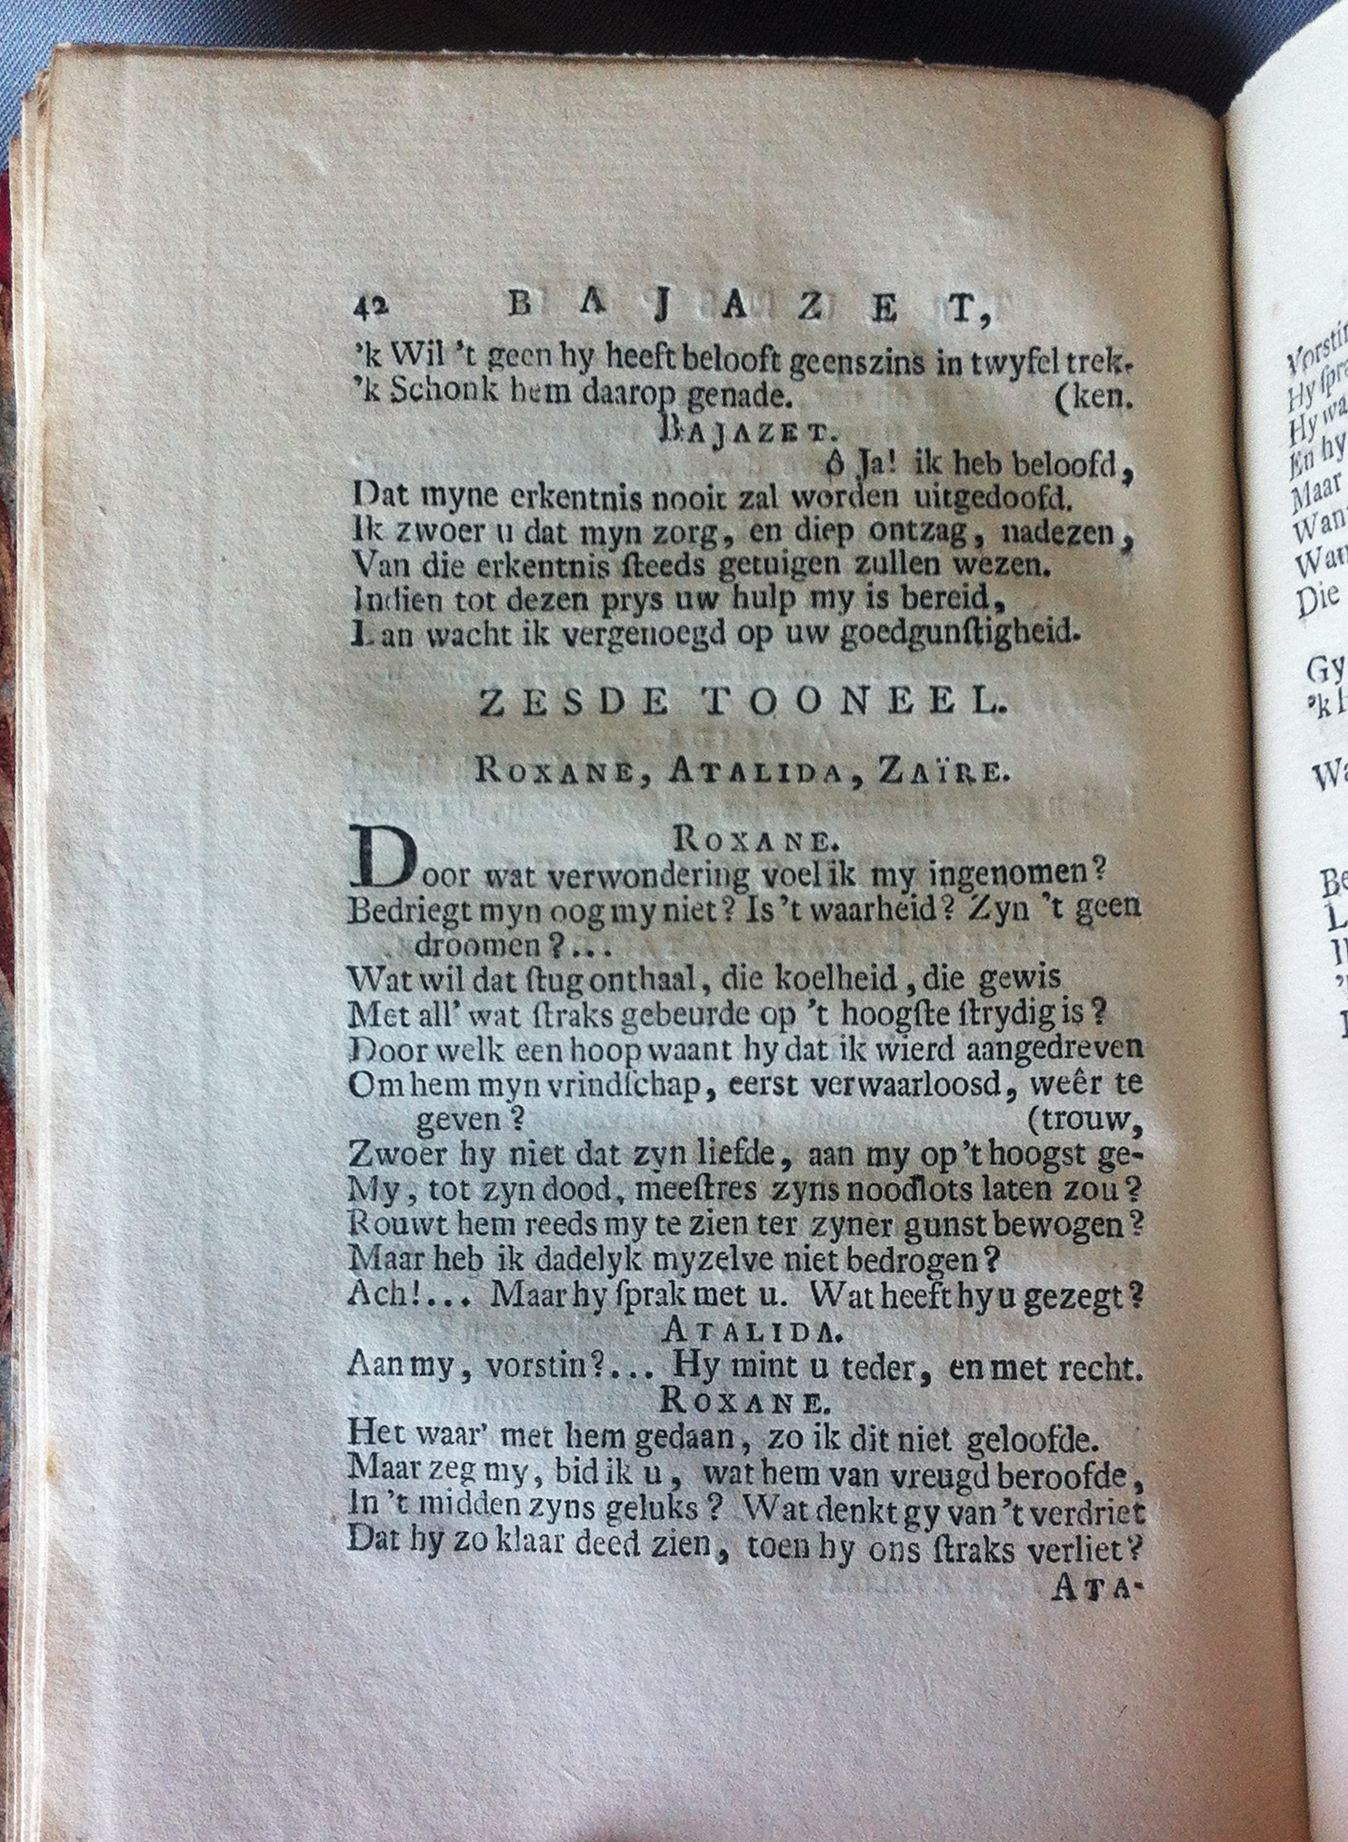 42 BAJAZET,
’k Wil ’t geen hy heeft belooft geenszins in twyfel trek-
’k Schonk hem daarop genade. (ken.
BAJAZET.
ô Ja! ik heb beloofd,
Dat myne erkentnis nooit zal worden uitgedoofd.
Ik zwoer u dat myn zorg, en diep ontzag, nadezen,
Van die erkentnis ſteeds getuigen zullen wezen.
Indien tot dezen prys uw hulp my is bereid,
Dan wacht ik vergenoegd op uw goedgunſtigheid.
ZESDE TOONEEL.
ROXANE, ATALIDA, ZAÏRE.
ROXANE.
Door wat verwondering voel ik my ingenomen?
Bedriegt myn oog my niet? Is ’t waarheid? Zyn ’t geen
droomen?...
Wat wil dat ſtug onthaal, die koelheid, die gewis
Met all’ wat ſtraks gebeurde op ’t hoogſte ſtrydig is?
Door welk een hoop waant hy dat ik wierd aangedreven
Om hem myn vrindſchap, eerst verwaarloosd, weêr te
geven? (trouw,
Zwoer hy niet dat zyn liefde, aan my op ’t hoogst ge-
My, tot zyn dood, meeſtres zyns noodlots laten zou?
Rouwt hem reeds my te zien ter zyner gunst bewogen?
Maar heb ik dadelyk myzelve niet bedrogen?
Ach!... Maar hy ſprak met u. Wat heeft hy u gezegt?
ATALIDA.
Aan my, vorstin?... Hy mint u teder, en met recht.
ROXANE.
Het waar’ met hem gedaan, zo ik dit niet geloofde.
Maar zeg my, bid ik u, wat hem van vreugd beroofde,
In ’t midden zyns geluks? Wat denkt gy van ’t verdriet
Dat hy zo klaar deed zien, toen hy ons ſtraks verliet?
ATA-
Hy
Maar
Die
Gy